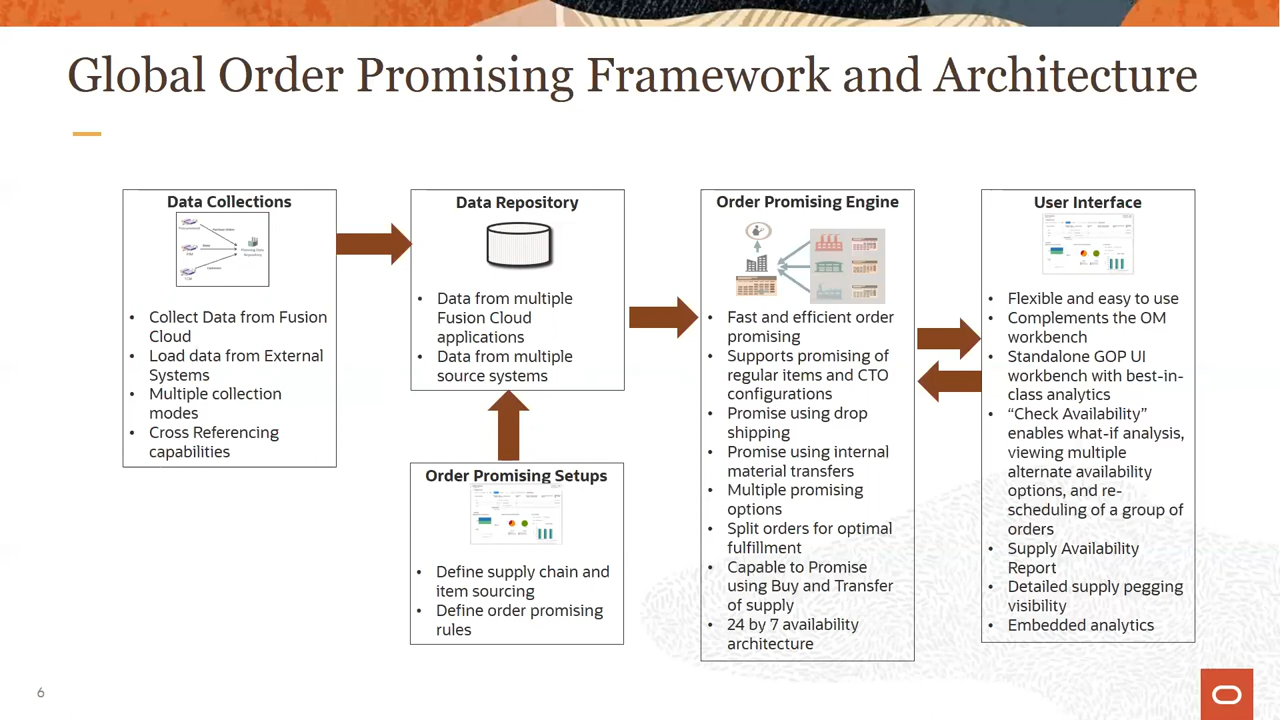 Global Order Promising Framework and Architecture
Data Collections
• Collect Data from Fusion
Cloud
• Load data from External
Systems
• Multiple collection
modes
• Cross Referencing
capabilities
Data Repository
• Data from multiple
Fusion Cloud
applications
• Data from multiple
source systems
Order Promising Setups
• Define supply chain and
item sourcing
• Define order promising
rules
Order Promising Engine
• Fast and efficient order
promising
• Supports promising of
regular items and CTO
configurations
• Promise using drop
shipping
• Promise using internal
material transfers
• Multiple promising
options
• Split orders for optimal
fulfillment
• Capable to Promise
using Buy and Transfer
of supply
• 24 by 7 availability
architecture
User Interface
• Flexible and easy to use
• Complements the OM
workbench
• Standalone GOP UI
workbench with best-in-
class analytics
• “Check Availability”
enables what-if analysis,
viewing multiple
alternate availability
options, and re-
scheduling of a group of
orders
• Supply Availability
Report
• Detailed supply pegging
visibility
• Embedded analytics
6